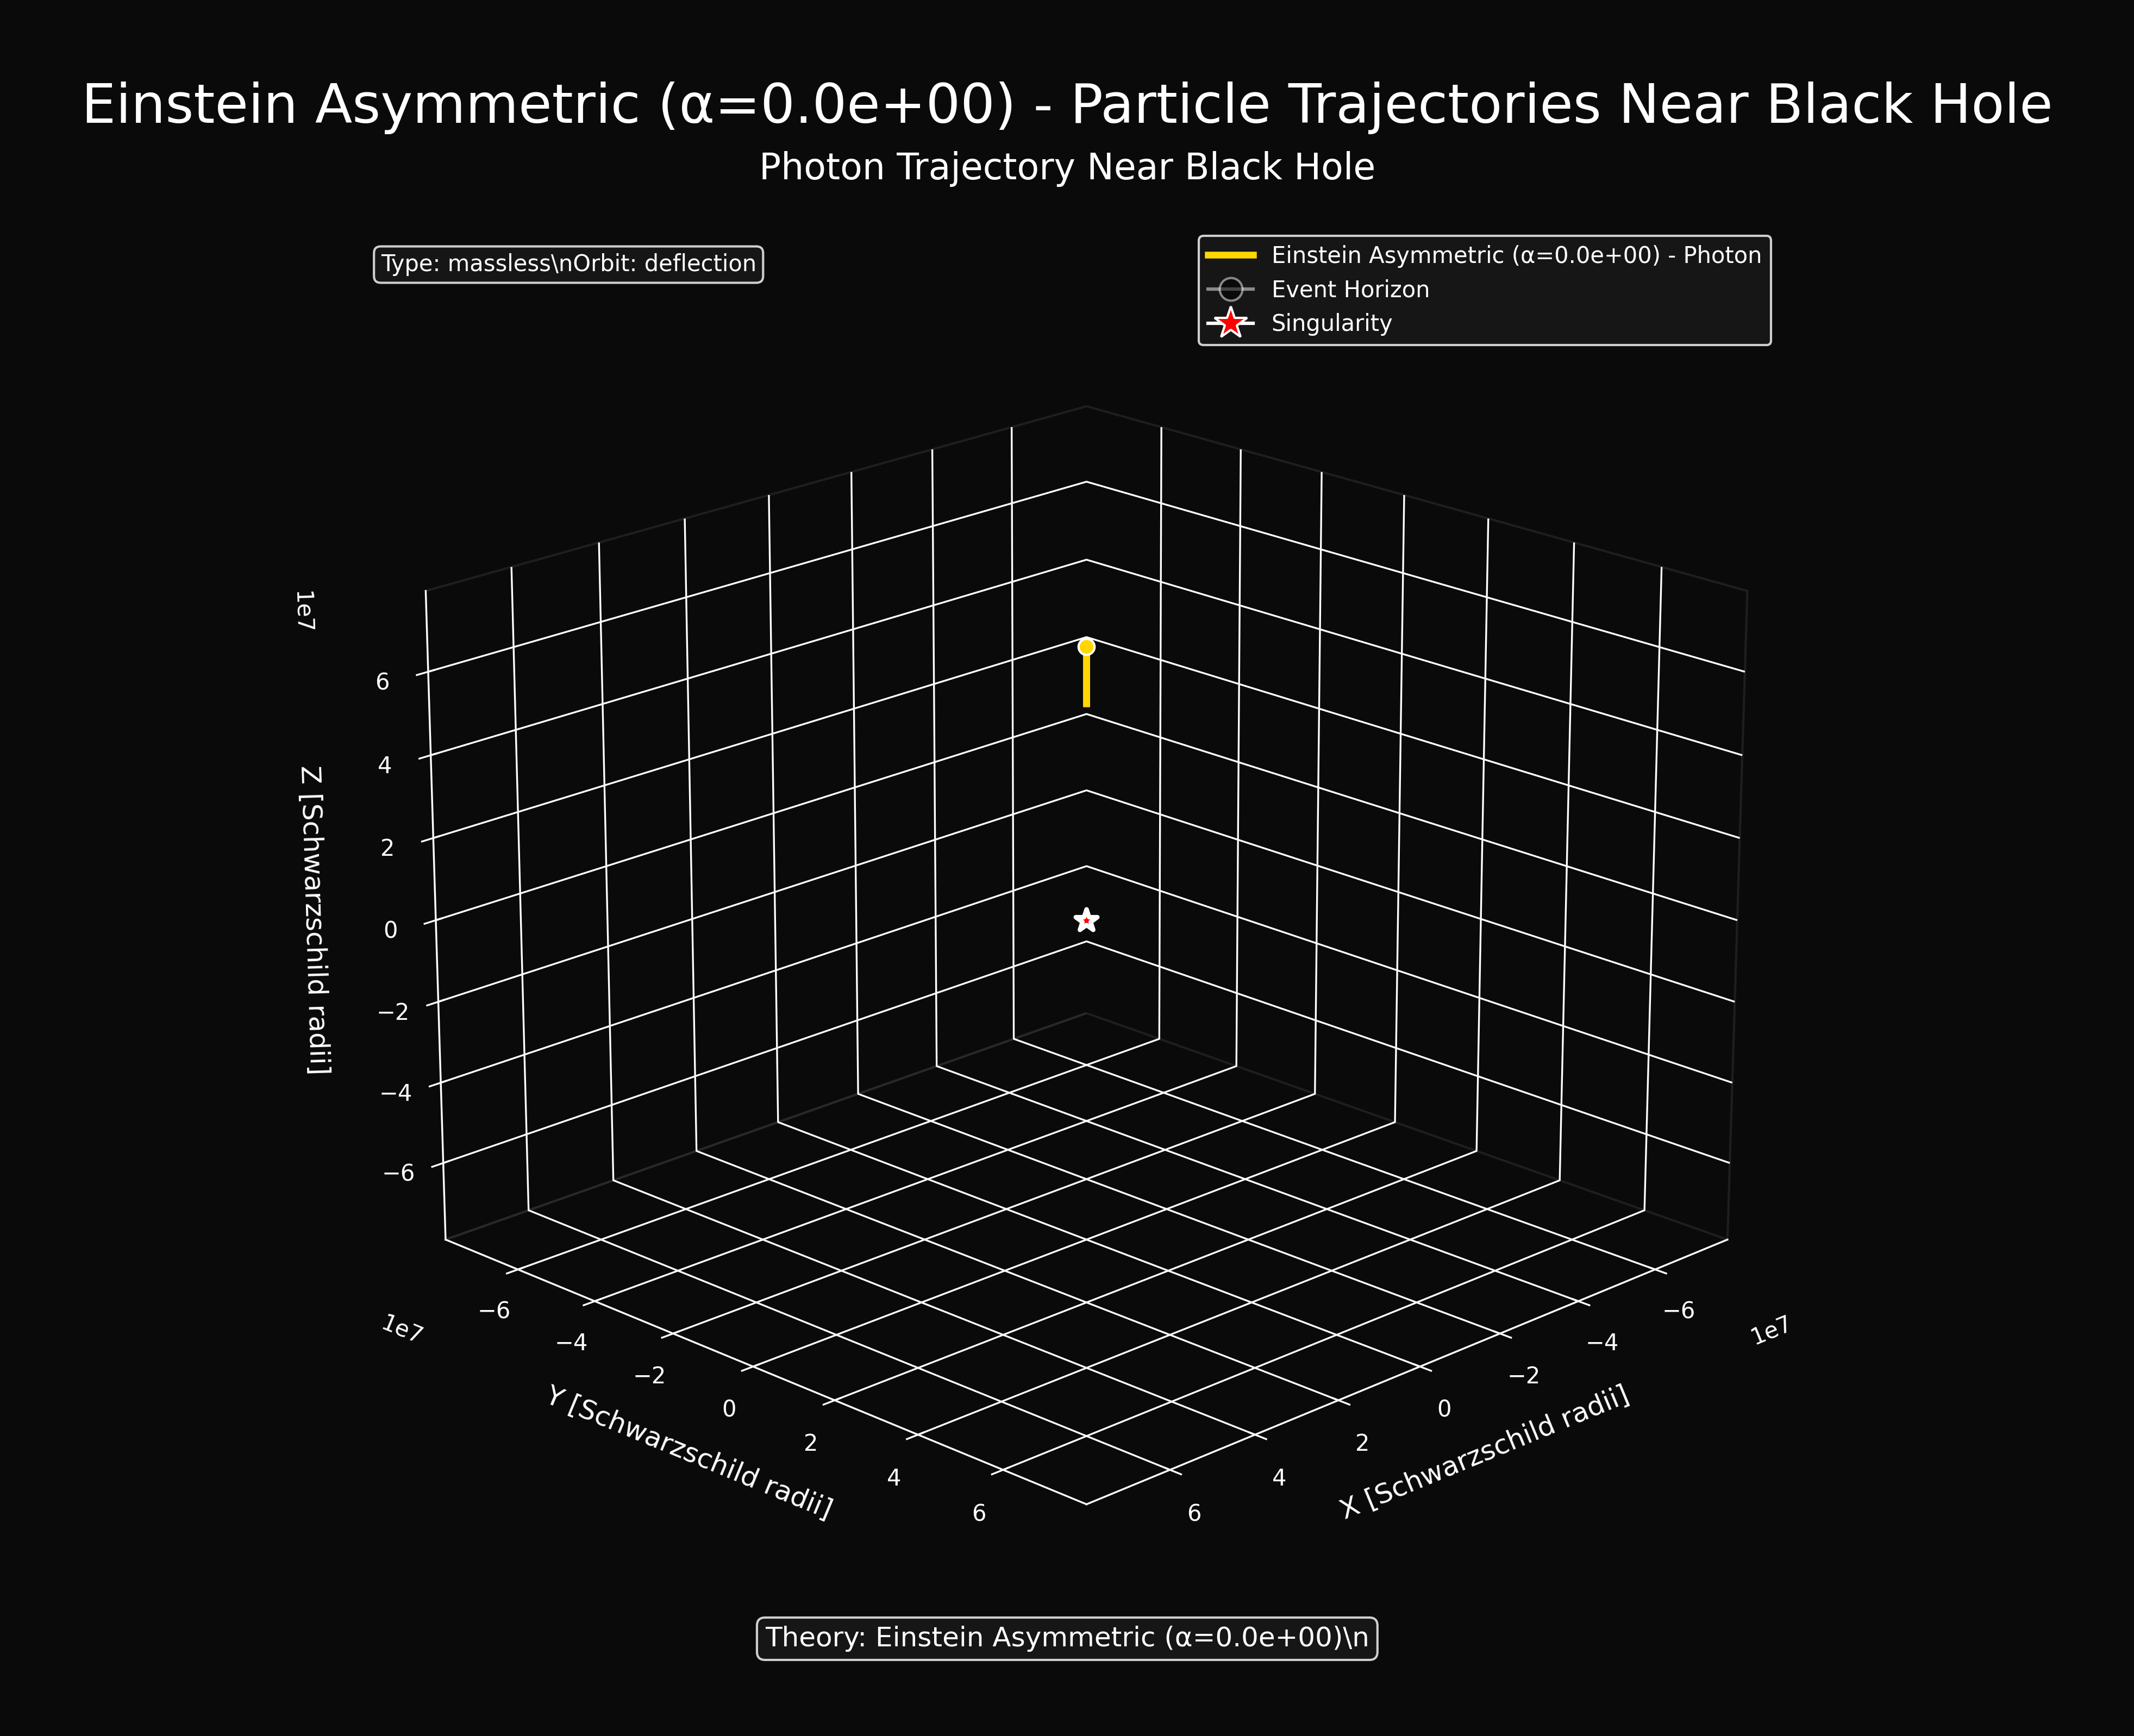 Einstein Asymmetric (α=0.0e+00) - Particle Trajectories Near Black Hole
Photon Trajectory Near Black Hole
Type: massless\nOrbit: deflection
Einstein Asymmetric (α=0.0e+00) - Photon
Event Horizon
Singularity
1e7
6
4
2
0
−2
−4
−6
Z [Schwarzschild radii]
1e7
−6
−4
−2
0
2
4
6
Y [Schwarzschild radii]
6
4
2
0
−2
−4
−6
1e7
X [Schwarzschild radii]
Theory: Einstein Asymmetric (α=0.0e+00)\n